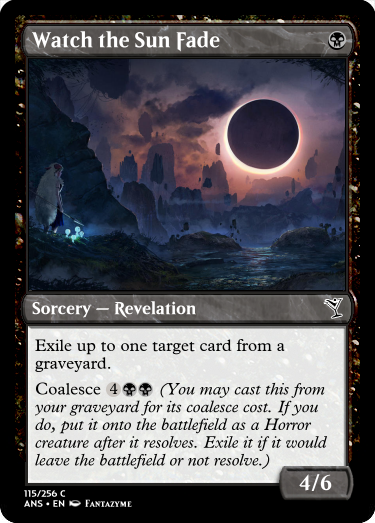 Watch the Sun Fade
Sorcery — Revelation
Exile up to one target card from a
graveyard.
Coalesce 4 (You may cast this from
your graveyard for its coalesce cost. If you
do, put it onto the battlefield as a Horror
creature after it resolves. Exile it if it would
leave the battlefield or not resolve.)
4/6
115/256 C
ANS • EN Fantazyme